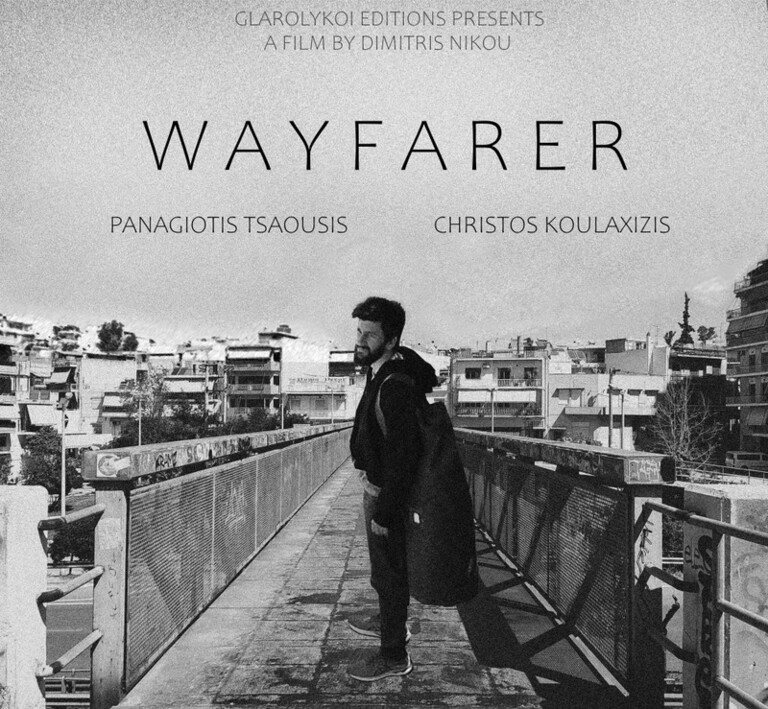 GLAROLYKOI EDITIONS PRESENTS
A FILM BY DIMITRIS NIKOU
WAYFARER
PANAGIOTIS TSAOUSIS
CHRISTOS KOULAXIZIS